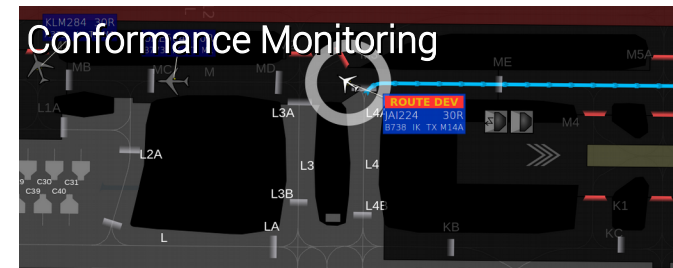 KLM284 30R
Conformance Monitoring
L
2
MB
MC
M
MD
ME
M5A
L1A
L3A
ROUTE DEV
JAI224 30R
B738 IK TX M14A
M4
L2A
L3
L4
C30 C31
C39 C40
L3B
L4B
K1
LA
L
KB
KC